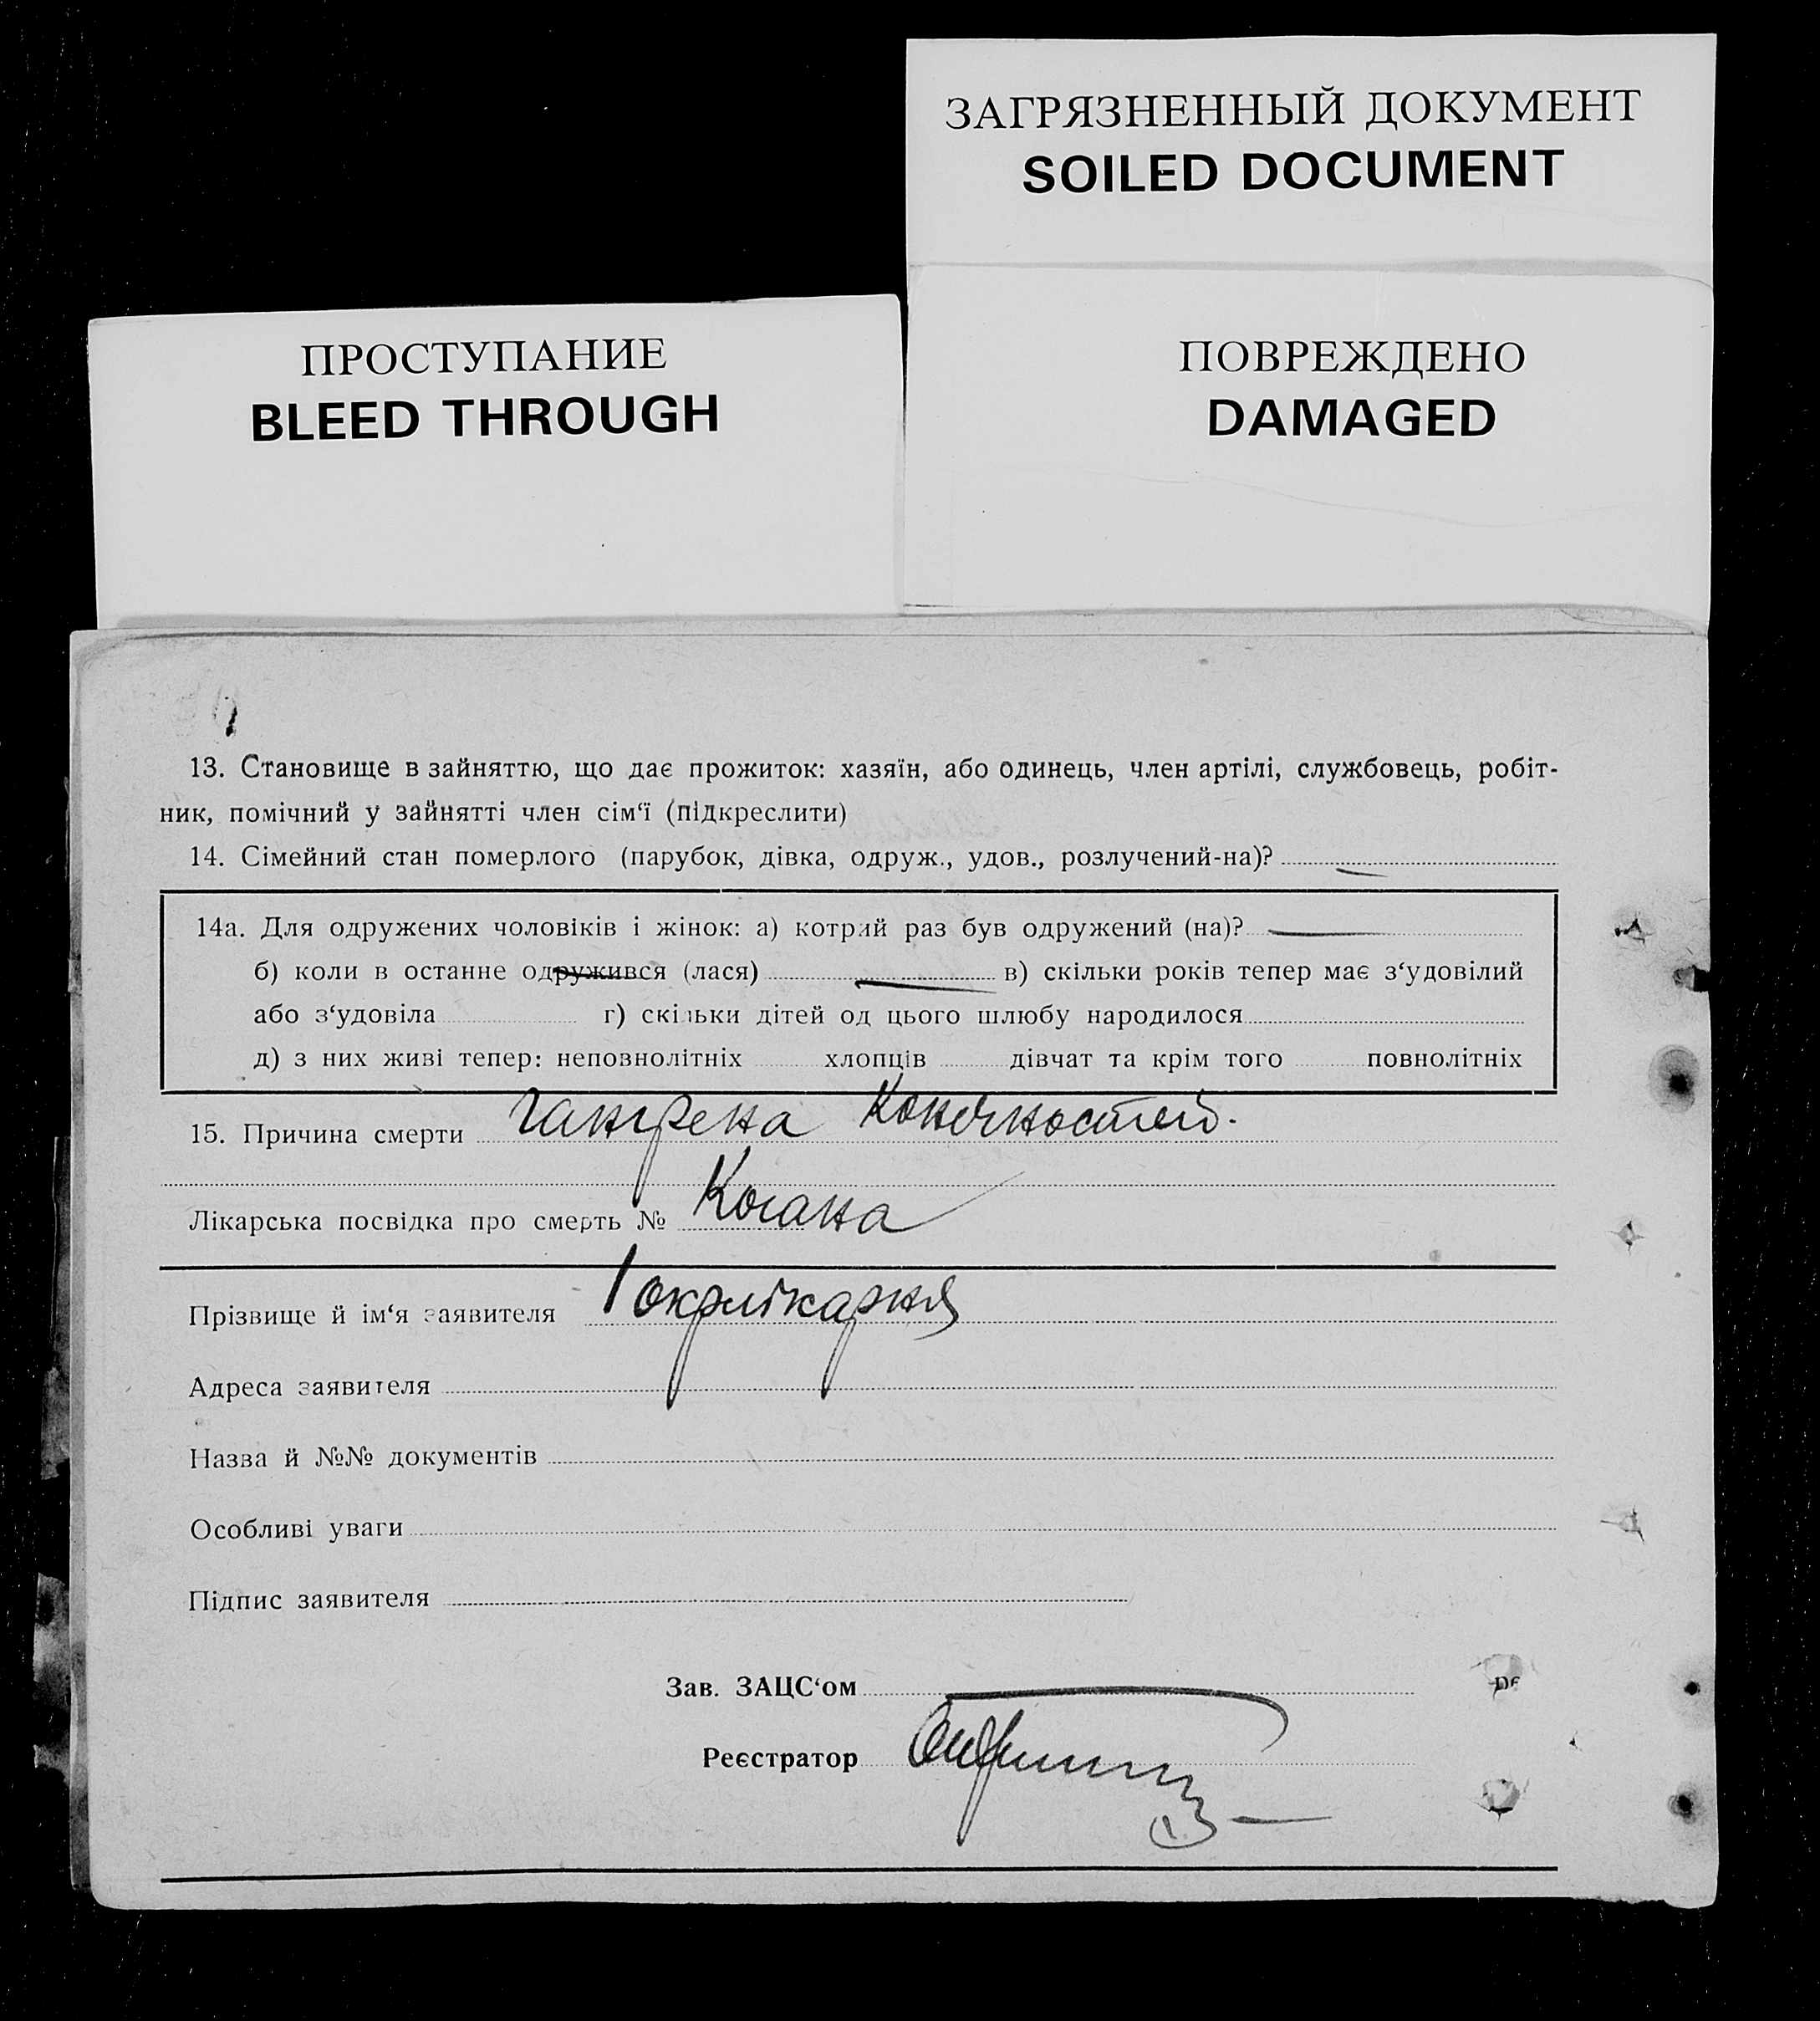 ЗАГРЯЗНЕННЫЙ ДОКУМЕНТ
SOILED DOCUMENT
ПРОСТУПАНИЕ
BLEED THROUGH
ПОВРЕЖДЕНО
DAMAGED
13. Становище в зайняттю, що дає прожиток: хазяїн, або одинець, член артілі, службовець, робіт-
ник, помічний у зайнятті член сім‘ї (підкреслити)
14. Сімейний стан померлого (парубок, дівка, одруж., удов., розлучений-на)?
14а. Для одружених чоловіків і жінок: а) котрий раз був одружений (на)?
б) коли в останнє одружився (лася) в) скільки років тепер має з‘удовілий
або з‘удовіла г) скільки дітей од цього шлюбу народилося
д) з них живі тепер: неповнолітніх хлопців дівчат та крім того повнолітніх
15. Причина смерти гангрена конечностей.
Лікарська посвідка про смерть № Когана
Прізвище й ім‘я заявителя 1 окрлікарня
Адреса заявителя
Назва й №№ документів
Особливі уваги
Підпис заявителя
Зав. ЗАЦС‘ом
Реєстратор